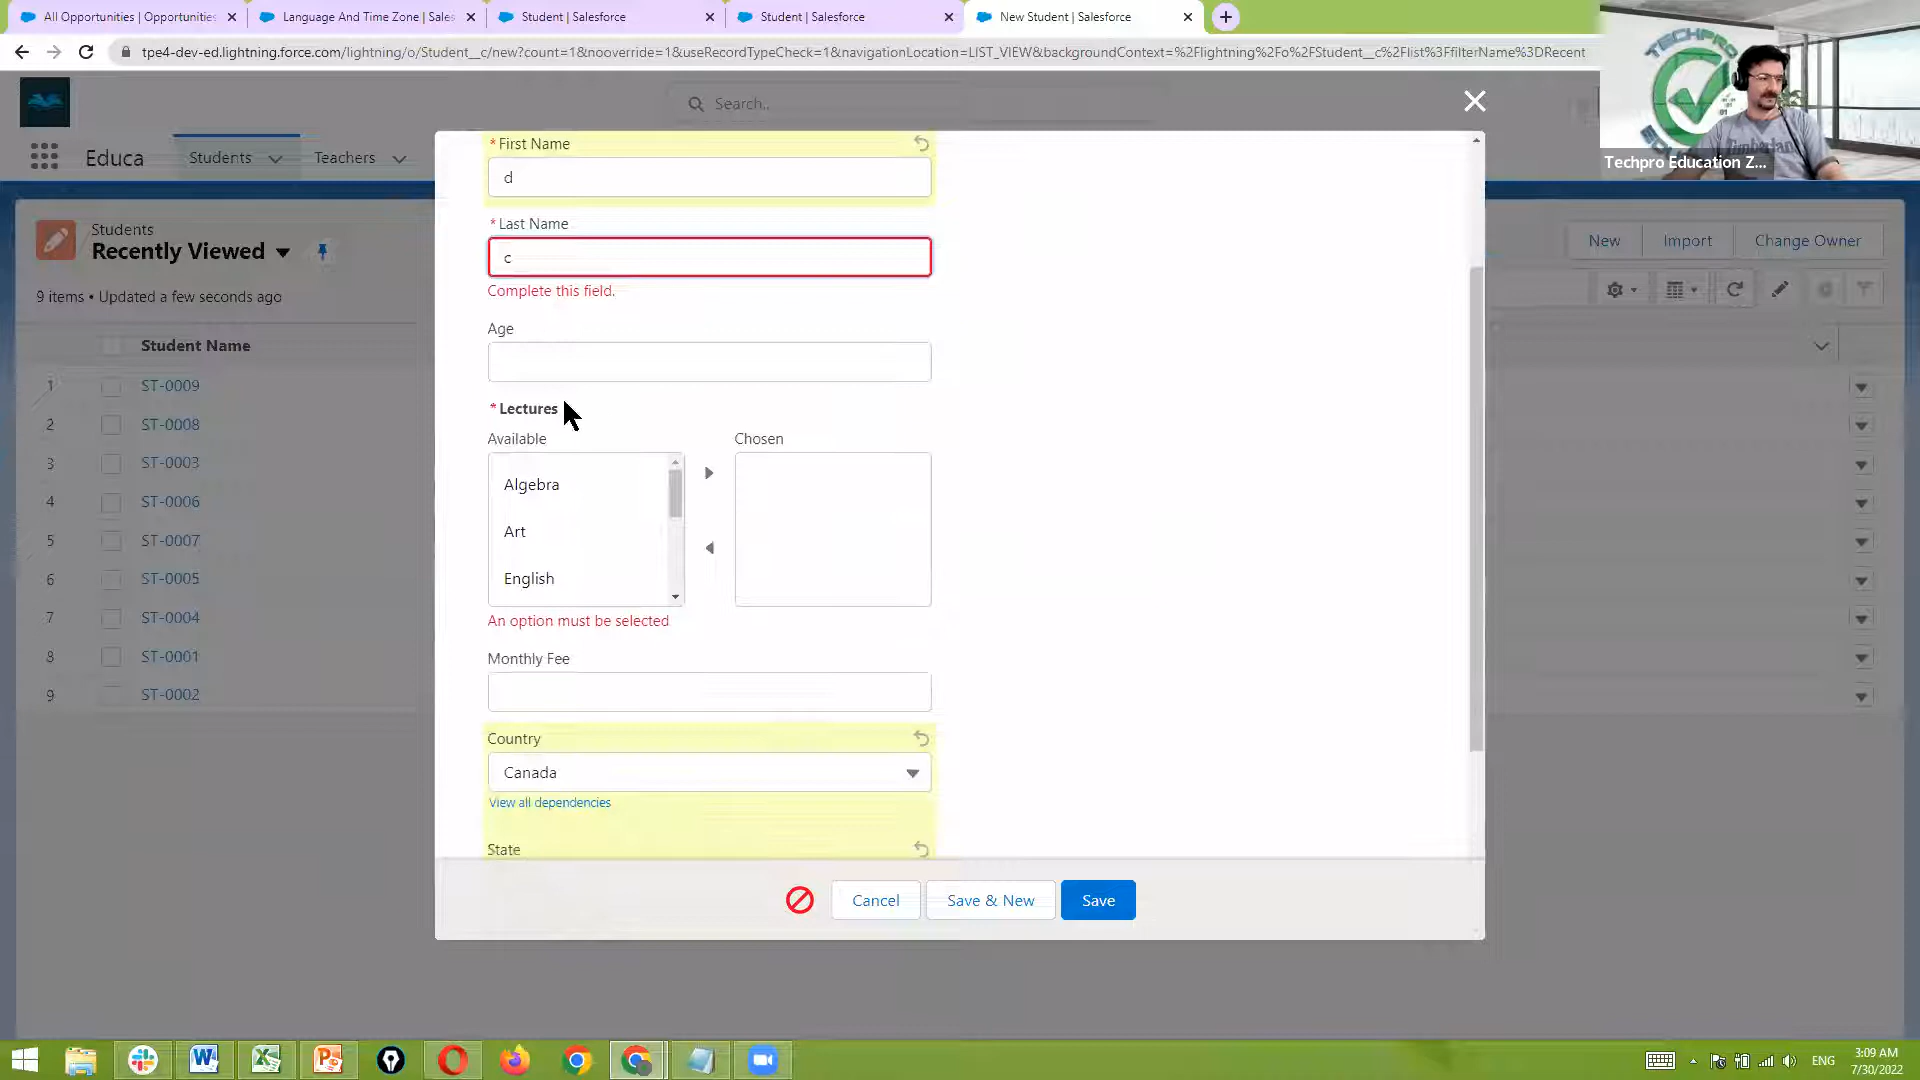 All Opportunities | Opportunities
Language And Time Zone | Sales
Student | Salesforce
Student | Salesforce
New Student | Salesforce
tpe4-dev-ed.lightning.force.com/lightning/o/Student__c/new?count=1&nooverride=1&useRecordTypeCheck=1&navigationLocation=LIST_VIEW&backgroundContext=%2Flightning%2Fo%2FStudent__c%2Flist%3FfilterName%3DRecent
Search...
TECHPRO
Timberland
Techpro Education Z...
Educa
Students
Teachers
Students
Recently Viewed
9 items • Updated a few seconds ago
New
Import
Change Owner
Student Name
1 ST-0009
2 ST-0008
3 ST-0003
4 ST-0006
5 ST-0007
6 ST-0005
7 ST-0004
8 ST-0001
9 ST-0002
*First Name
d
*Last Name
c
Complete this field.
Age
*Lectures
Available
Chosen
Algebra
Art
English
An option must be selected
Monthly Fee
Country
Canada
View all dependencies
State
Cancel
Save & New
Save
ENG
3:09 AM
7/30/2022